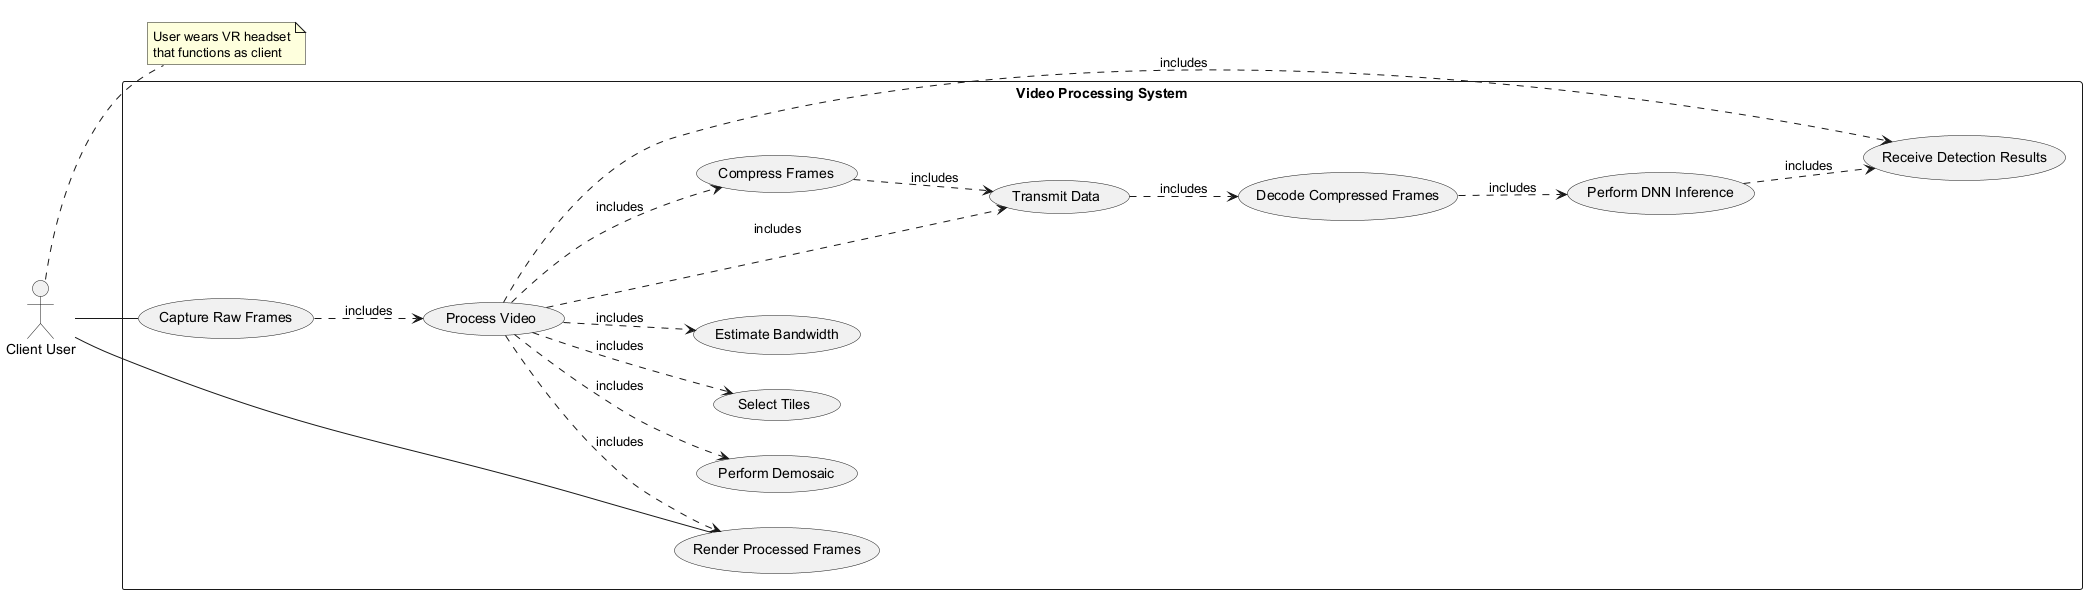 User wears VR headset
that functions as client
includes
Video Processing System
Receive Detection Results
includes
Compress Frames
includes
Transmit Data
includes
Decode Compressed Frames
includes
Perform DNN Inference
includes
includes
Client User
Capture Raw Frames
includes
Process Video
includes
Estimate Bandwidth
includes
Select Tiles
includes
Perform Demosaic
includes
Render Processed Frames